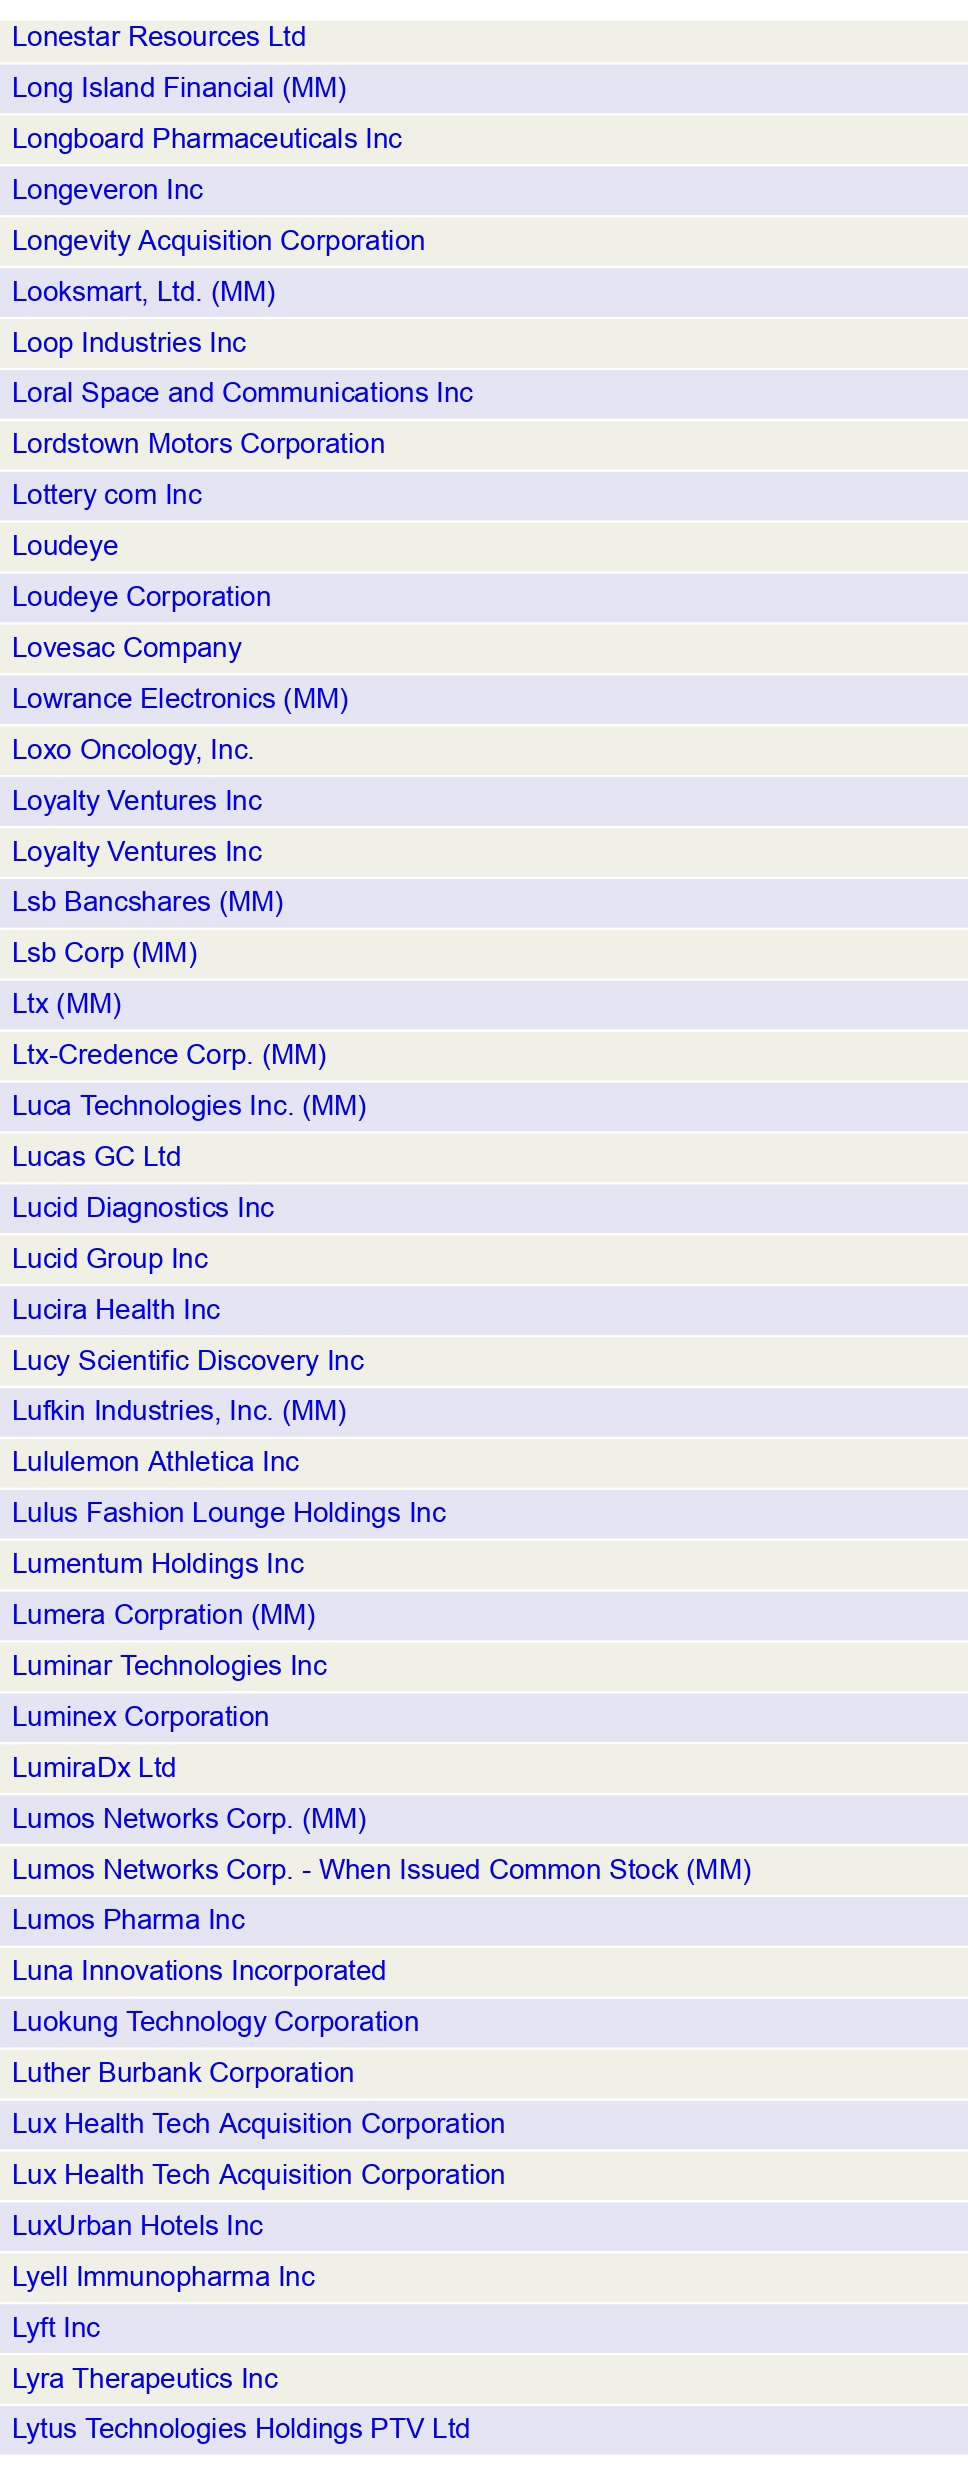 Lonestar Resources Ltd
Long Island Financial (MM)
Longboard Pharmaceuticals Inc
Longeveron Inc
Longevity Acquisition Corporation
Looksmart, Ltd. (MM)
Loop Industries Inc
Loral Space and Communications Inc
Lordstown Motors Corporation
Lottery com Inc
Loudeye
Loudeye Corporation
Lovesac Company
Lowrance Electronics (MM)
Loxo Oncology, Inc.
Loyalty Ventures Inc
Loyalty Ventures Inc
Lsb Bancshares (MM)
Lsb Corp (MM)
Ltx (MM)
Ltx-Credence Corp. (MM)
Luca Technologies Inc. (MM)
Lucas GC Ltd
Lucid Diagnostics Inc
Lucid Group Inc
Lucira Health Inc
Lucy Scientific Discovery Inc
Lufkin Industries, Inc. (MM)
Lululemon Athletica Inc
Lulus Fashion Lounge Holdings Inc
Lumentum Holdings Inc
Lumera Corpration (MM)
Luminar Technologies Inc
Luminex Corporation
LumiraDx Ltd
Lumos Networks Corp. (MM)
Lumos Networks Corp. - When Issued Common Stock (MM)
Lumos Pharma Inc
Luna Innovations Incorporated
Luokung Technology Corporation
Luther Burbank Corporation
Lux Health Tech Acquisition Corporation
Lux Health Tech Acquisition Corporation
LuxUrban Hotels Inc
Lyell Immunopharma Inc
Lyft Inc
Lyra Therapeutics Inc
Lytus Technologies Holdings PTV Ltd